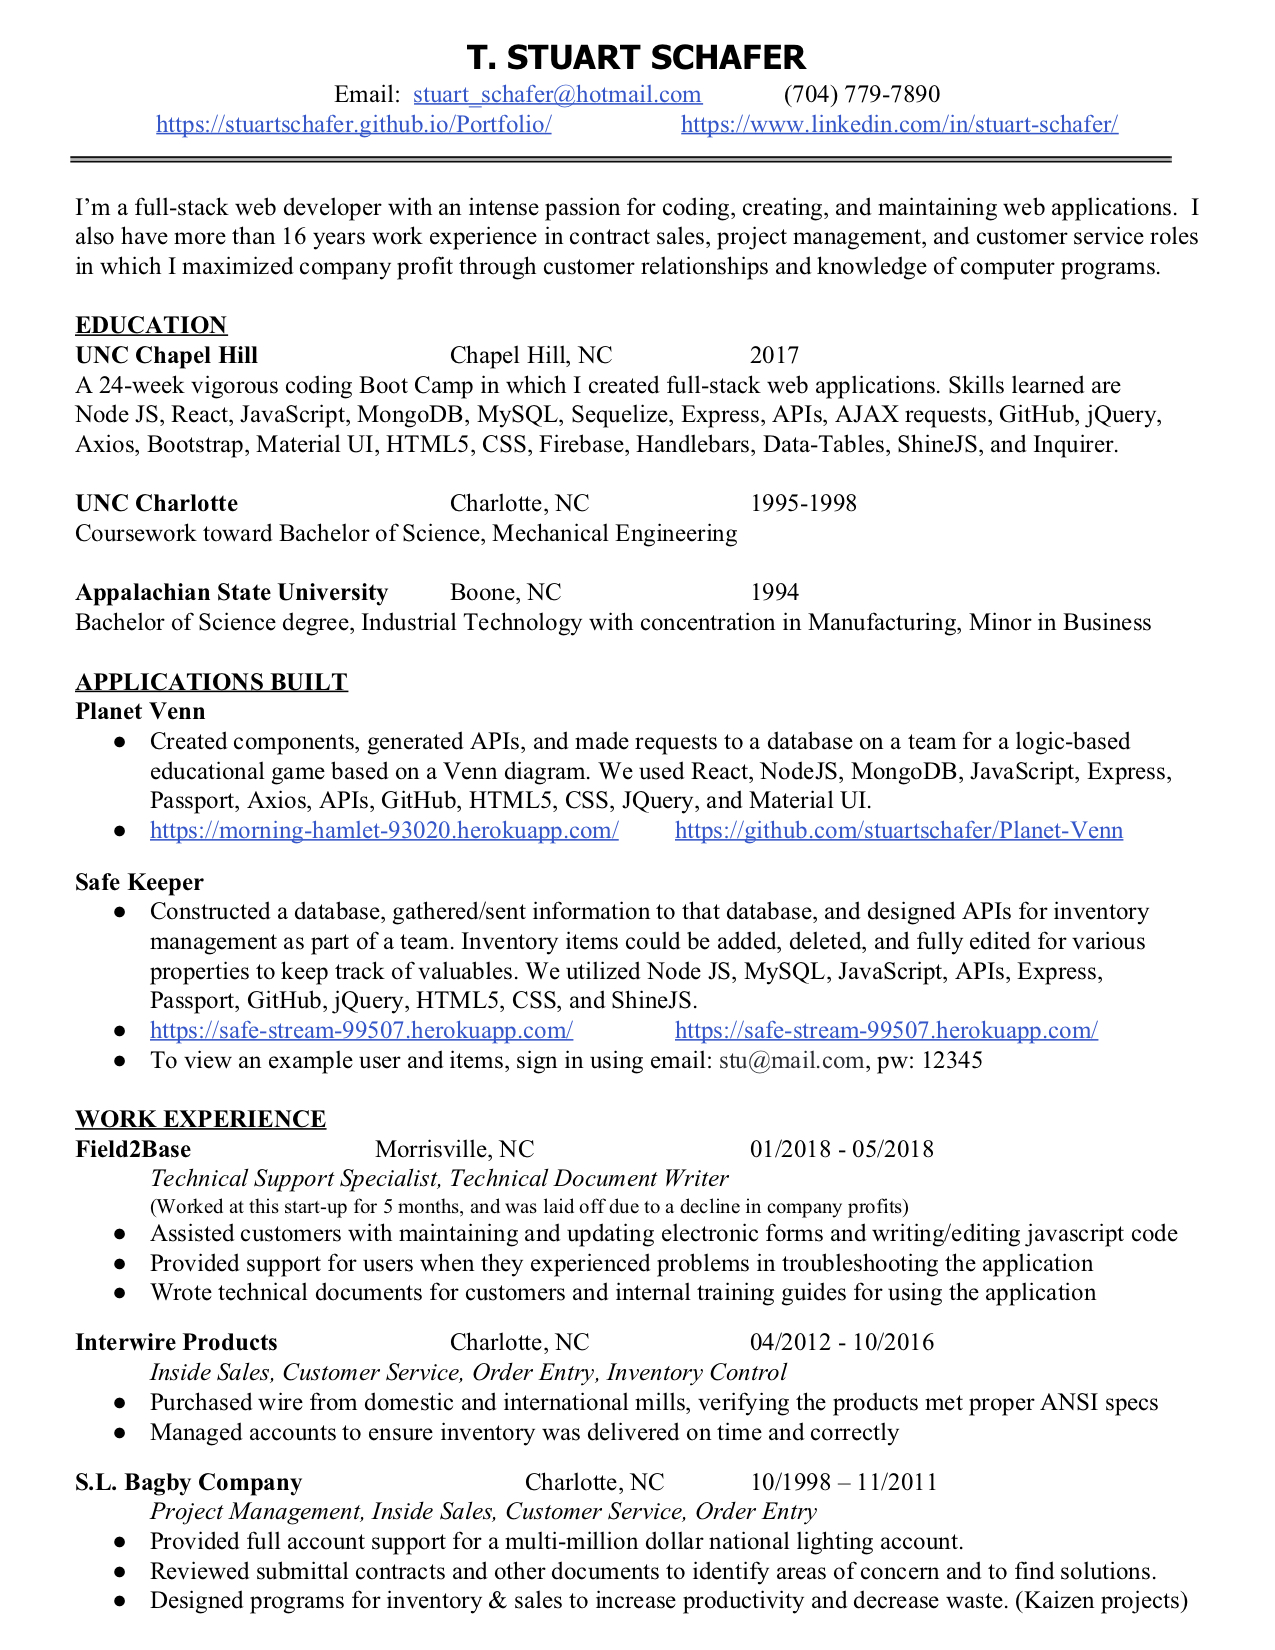 T. STUART SCHAFER
Email: stuart_schafer@hotmail.com (704) 779-7890
https://stuartschafer.github.io/Portfolio/ https://www.linkedin.com/in/stuart-schafer/
I'm a full-stack web developer with an intense passion for coding, creating, and maintaining web applications. I
also have more than 16 years work experience in contract sales, project management, and customer service roles
in which I maximized company profit through customer relationships and knowledge of computer programs.
EDUCATION
UNC Chapel Hill Chapel Hill, NC 2017
A 24-week vigorous coding Boot Camp in which I created full-stack web applications. Skills learned are
Node JS, React, JavaScript, MongoDB, MySQL, Sequelize, Express, APIs, AJAX requests, GitHub, jQuery,
Axios, Bootstrap, Material UI, HTML5, CSS, Firebase, Handlebars, Data-Tables, ShineJS, and Inquirer.
UNC Charlotte Charlotte, NC 1995-1998
Coursework toward Bachelor of Science, Mechanical Engineering
Appalachian State University Boone, NC 1994
Bachelor of Science degree, Industrial Technology with concentration in Manufacturing, Minor in Business
APPLICATIONS BUILT
Planet Venn
● Created components, generated APIs, and made requests to a database on a team for a logic-based
educational game based on a Venn diagram. We used React, NodeJS, MongoDB, JavaScript, Express,
Passport, Axios, APIs, GitHub, HTML5, CSS, JQuery, and Material UI.
● https://morning-hamlet-93020.herokuapp.com/ https://github.com/stuartschafer/Planet-Venn
Safe Keeper
● Constructed a database, gathered/sent information to that database, and designed APIs for inventory
management as part of a team. Inventory items could be added, deleted, and fully edited for various
properties to keep track of valuables. We utilized Node JS, MySQL, JavaScript, APIs, Express,
Passport, GitHub, jQuery, HTML5, CSS, and ShineJS.
● https://safe-stream-99507.herokuapp.com/ https://safe-stream-99507.herokuapp.com/
● To view an example user and items, sign in using email: stu@mail.com, pw: 12345
WORK EXPERIENCE
Field2Base Morrisville, NC 01/2018 - 05/2018
Technical Support Specialist, Technical Document Writer
(Worked at this start-up for 5 months, and was laid off due to a decline in company profits)
● Assisted customers with maintaining and updating electronic forms and writing/editing javascript code
● Provided support for users when they experienced problems in troubleshooting the application
● Wrote technical documents for customers and internal training guides for using the application
Interwire Products Charlotte, NC 04/2012 - 10/2016
Inside Sales, Customer Service, Order Entry, Inventory Control
● Purchased wire from domestic and international mills, verifying the products met proper ANSI specs
● Managed accounts to ensure inventory was delivered on time and correctly
S.L. Bagby Company Charlotte, NC 10/1998 – 11/2011
Project Management, Inside Sales, Customer Service, Order Entry
● Provided full account support for a multi-million dollar national lighting account.
● Reviewed submittal contracts and other documents to identify areas of concern and to find solutions.
● Designed programs for inventory & sales to increase productivity and decrease waste. (Kaizen projects)